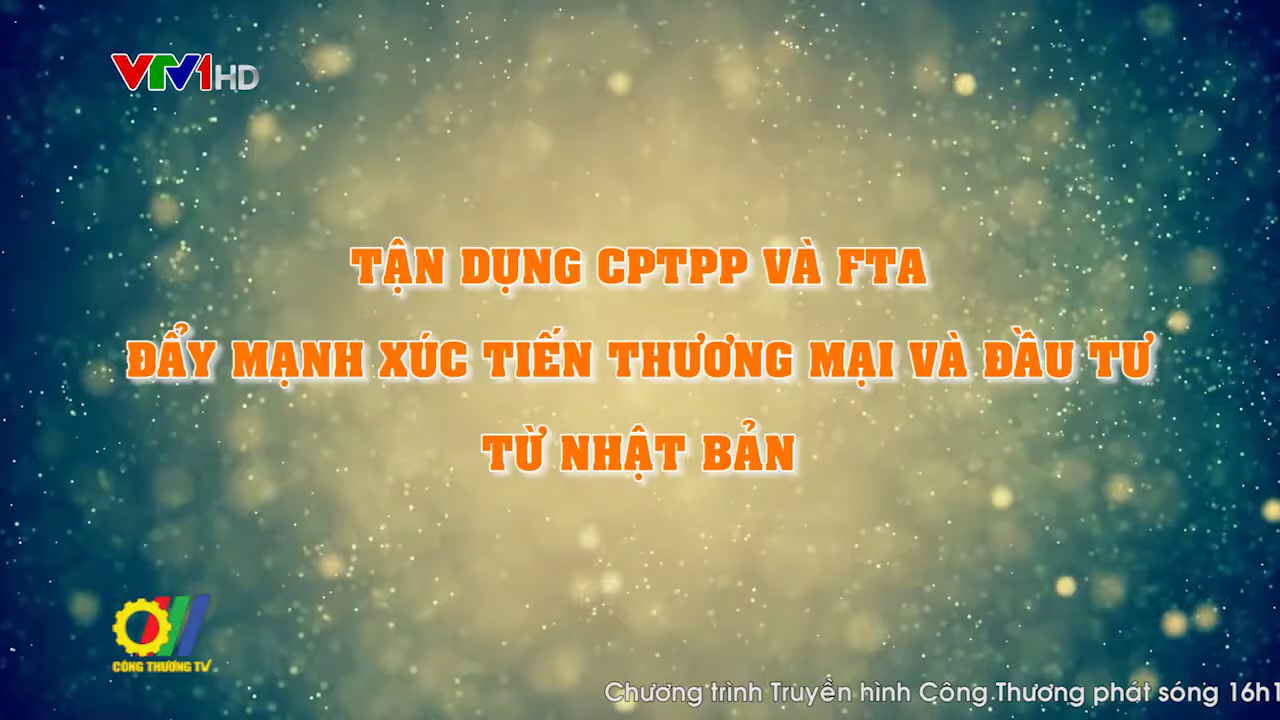 VTV1HD
TẬN DỤNG CPTPP VÀ FTA
ĐẨY MẠNH XÚC TIẾN THƯƠNG MẠI VÀ ĐẦU TƯ
TỪ NHẬT BẢN
CÔNG THƯƠNG TV
Chương trình Truyền hình Công Thương phát sóng 16h1